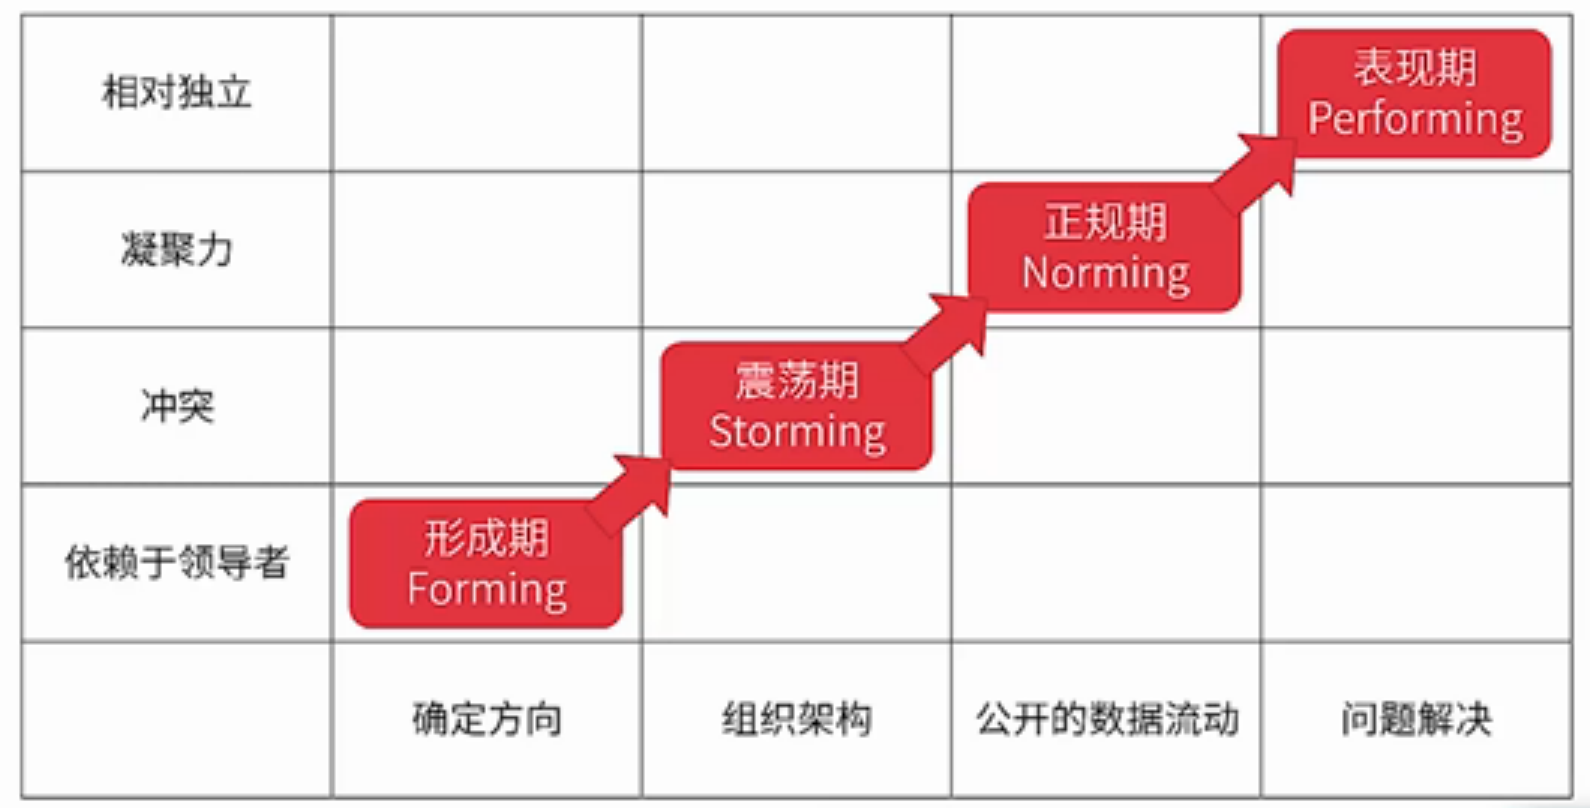 相对独立
表现期
Performing
凝聚力
正规期
Norming
冲突
震荡期
Storming
依赖于领导者
形成期
Forming
确定方向
组织架构
公开的数据流动
问题解决